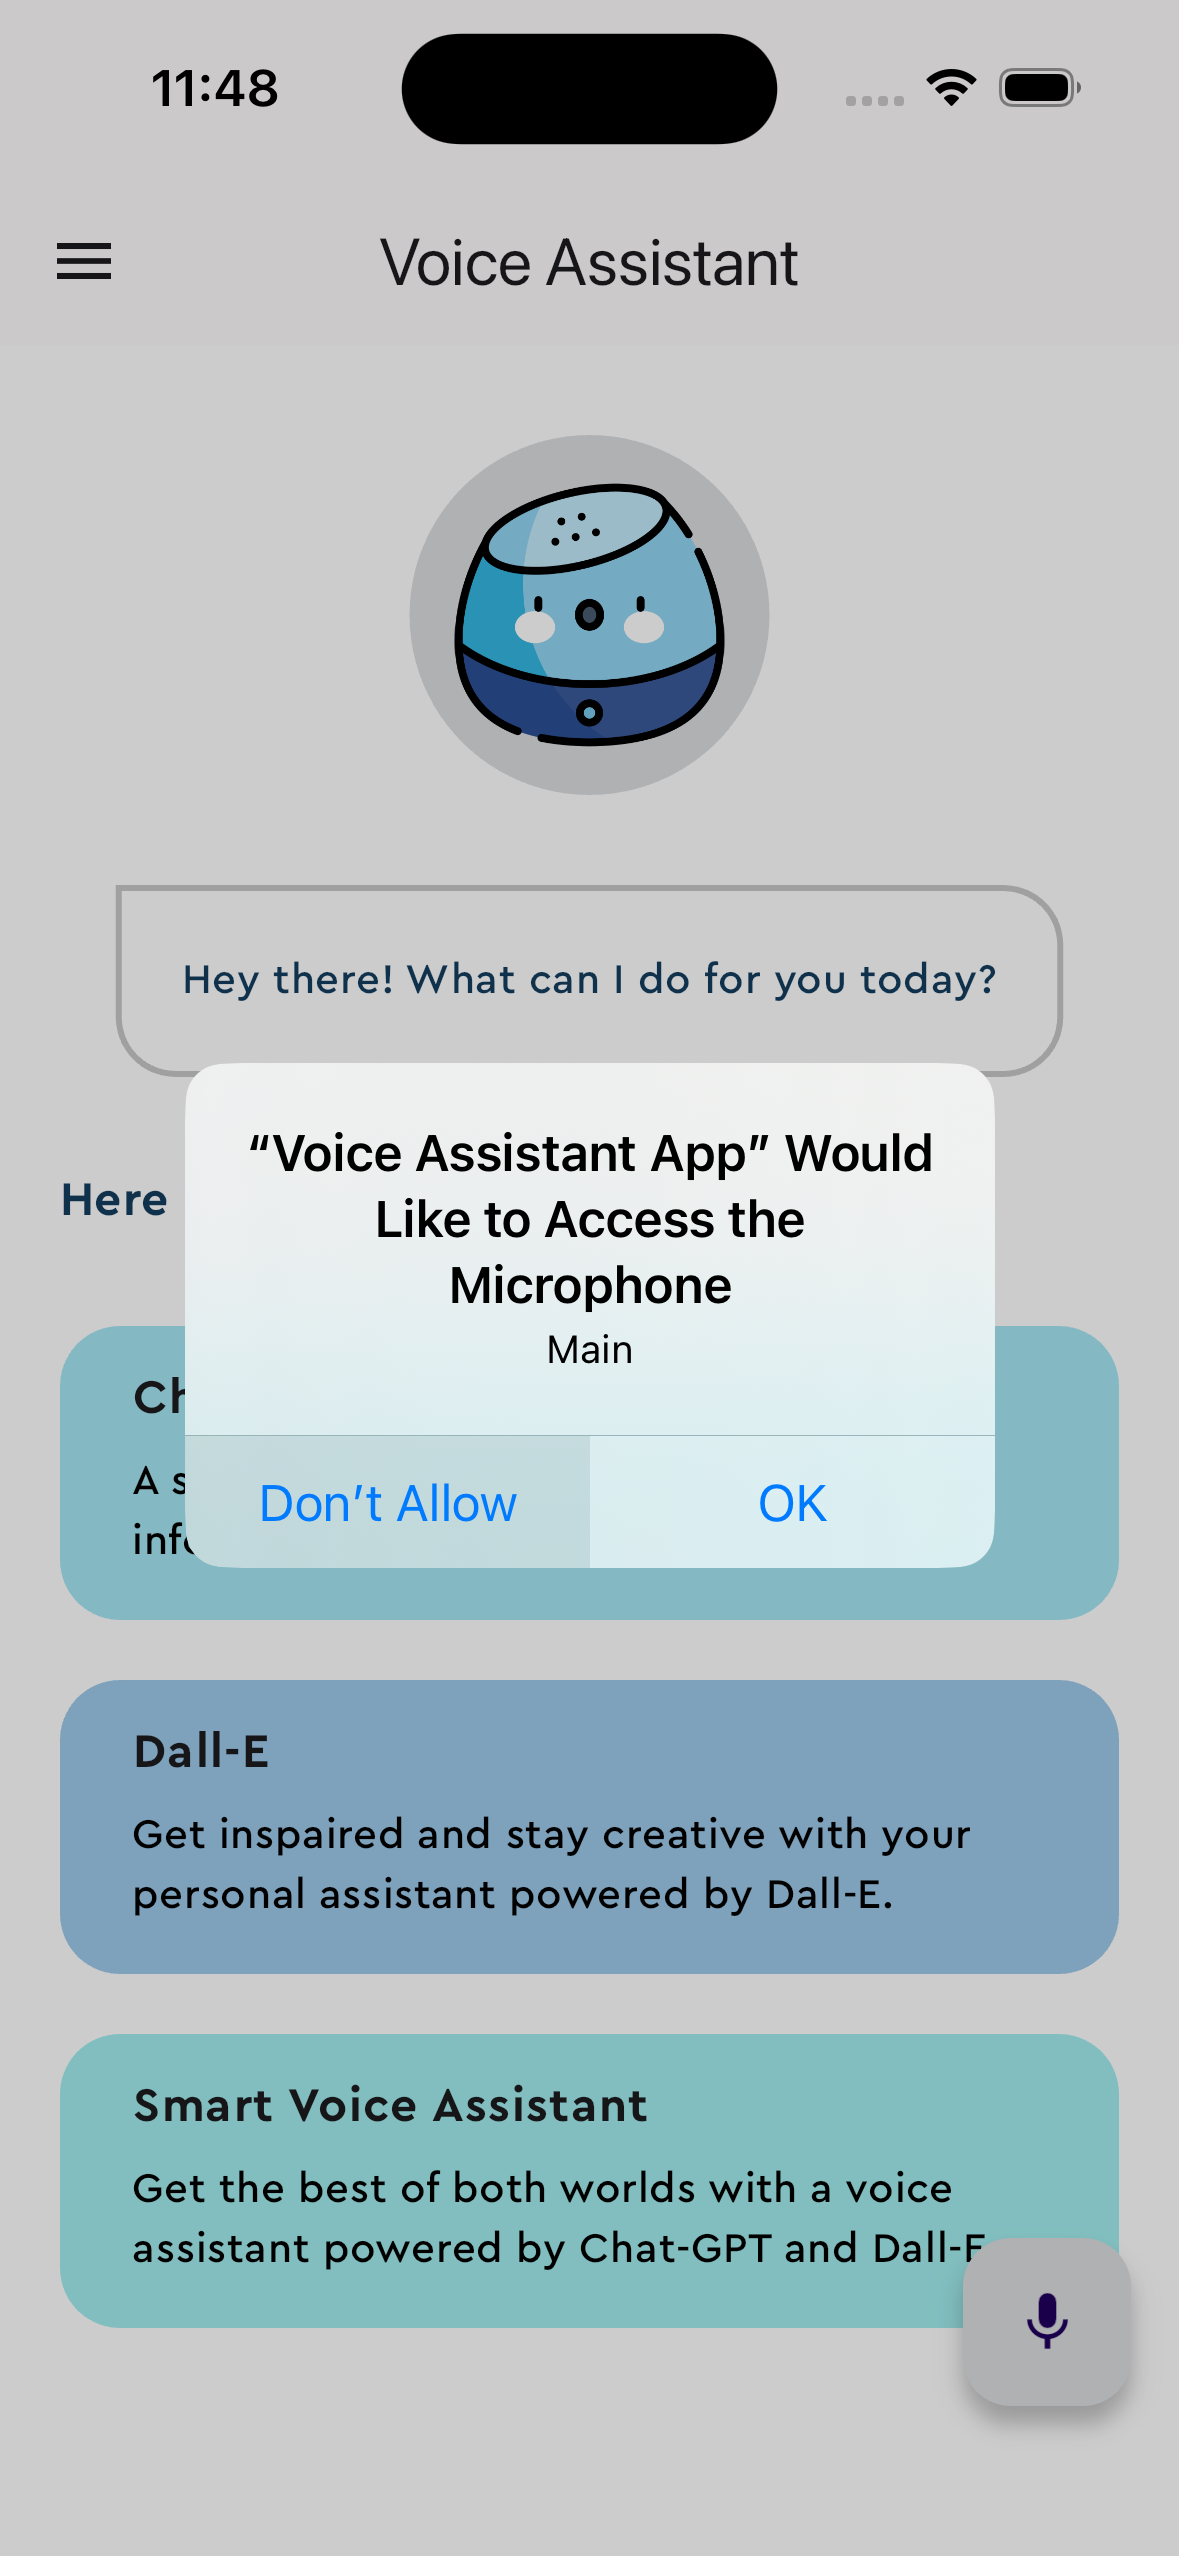 11:48
Voice Assistant
Hey there! What can I do for you today?
Here
“Voice Assistant App” Would
Like to Access the
Microphone
Main
Don’t Allow
OK
A
Dall-E
Get inspaired and stay creative with your
personal assistant powered by Dall-E.
Smart Voice Assistant
Get the best of both worlds with a voice
assistant powered by Chat-GPT and Dall-E